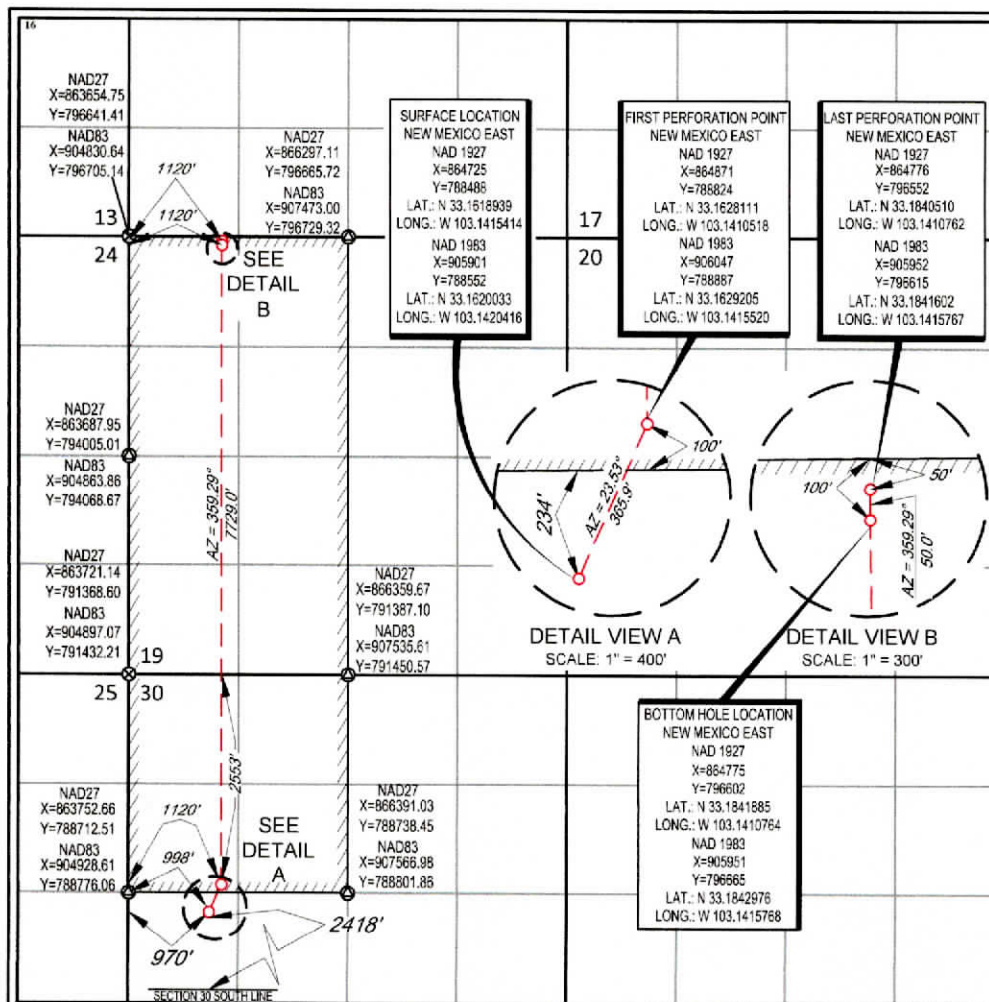 16
NAD27
X=863654.75
Y=796641.41
NAD83
X=904830.64
Y=796705.14
1120'
1120'
NAD27
X=866297.11
Y=796665.72
NAD83
X=907473.00
Y=796729.32
13
24
17
20
SEE
DETAIL
B
SURFACE LOCATION
NEW MEXICO EAST
NAD 1927
X=864725
Y=788488
LAT.: N 33.1618939
LONG.: W 103.1415414
NAD 1983
X=905901
Y=788552
LAT.: N 33.1620033
LONG.: W 103.1420416
FIRST PERFORATION POINT
NEW MEXICO EAST
NAD 1927
X=864871
Y=788824
LAT.: N 33.1628111
LONG.: W 103.1410518
NAD 1983
X=906047
Y=788887
LAT.: N 33.1629205
LONG.: W 103.1415520
LAST PERFORATION POINT
NEW MEXICO EAST
NAD 1927
X=864776
Y=796552
LAT.: N 33.1840510
LONG.: W 103.1410762
NAD 1983
X=905952
Y=796615
LAT.: N 33.1841602
LONG.: W 103.1415767
NAD27
X=863687.95
Y=794005.01
NAD83
X=904863.86
Y=794068.67
AZ = 359.29°
7729.0'
234'
AZ = 23.53°
365.9'
100'
DETAIL VIEW A
SCALE: 1" = 400'
100'
50'
AZ = 359.29°
50.0'
DETAIL VIEW B
SCALE: 1" = 300'
NAD27
X=863721.14
Y=791368.60
NAD83
X=904897.07
Y=791432.21
NAD27
X=866359.67
Y=791387.10
NAD83
X=907535.61
Y=791450.57
19
25 30
2553'
BOTTOM HOLE LOCATION
NEW MEXICO EAST
NAD 1927
X=864775
Y=796602
LAT.: N 33.1841885
LONG.: W 103.1410764
NAD 1983
X=905951
Y=796665
LAT.: N 33.1842976
LONG.: W 103.1415768
NAD27
X=863752.66
Y=788712.51
NAD83
X=904928.61
Y=788776.06
1120'
998'
SEE
DETAIL
A
NAD27
X=866391.03
Y=788738.45
NAD83
X=907566.98
Y=788801.86
970'
2418'
SECTION 30 SOUTH LINE